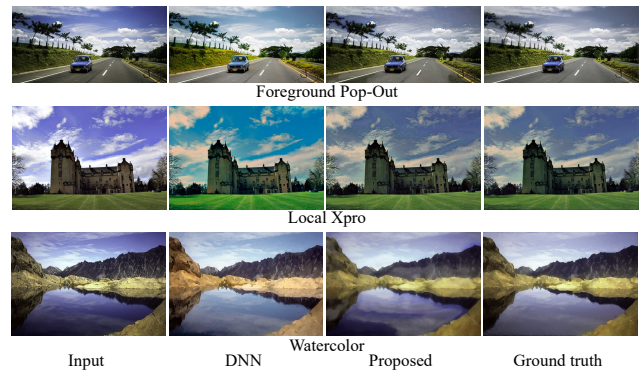 Foreground Pop-Out
Local Xpro
Watercolor
Input DNN Proposed Ground truth